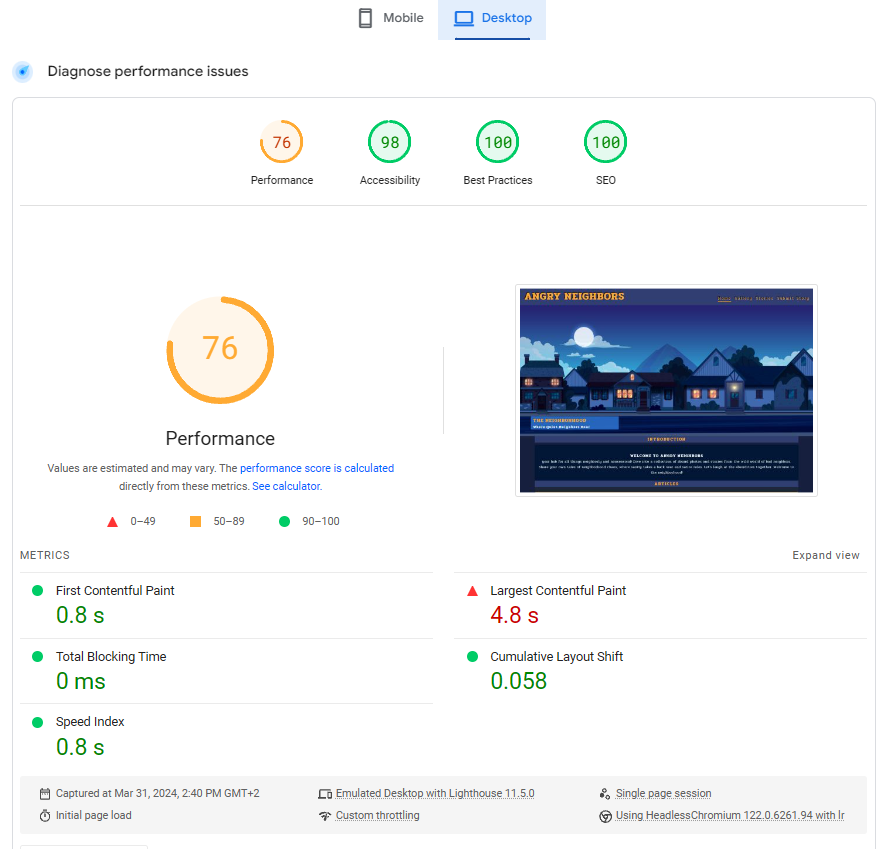 Mobile
Desktop
Diagnose performance issues
76
98
100
100
Performance
Accessibility
Best Practices
SEO
76
Performance
Values are estimated and may vary. The performance score is calculated
directly from these metrics. See calculator.
0–49
50–89
90–100
ANGRY NEIGHBORS
THE NEIGHBORHOOD
INTRODUCTION
WELCOME TO ANGRY NEIGHBORS
ARTICLES
METRICS
Expand view
First Contentful Paint
0.8 s
Largest Contentful Paint
4.8 s
Total Blocking Time
0 ms
Cumulative Layout Shift
0.058
Speed Index
0.8 s
Captured at Mar 31, 2024, 2:40 PM GMT+2
Emulated Desktop with Lighthouse 11.5.0
Single page session
Initial page load
Custom throttling
Using HeadlessChromium 122.0.6261.94 with lr